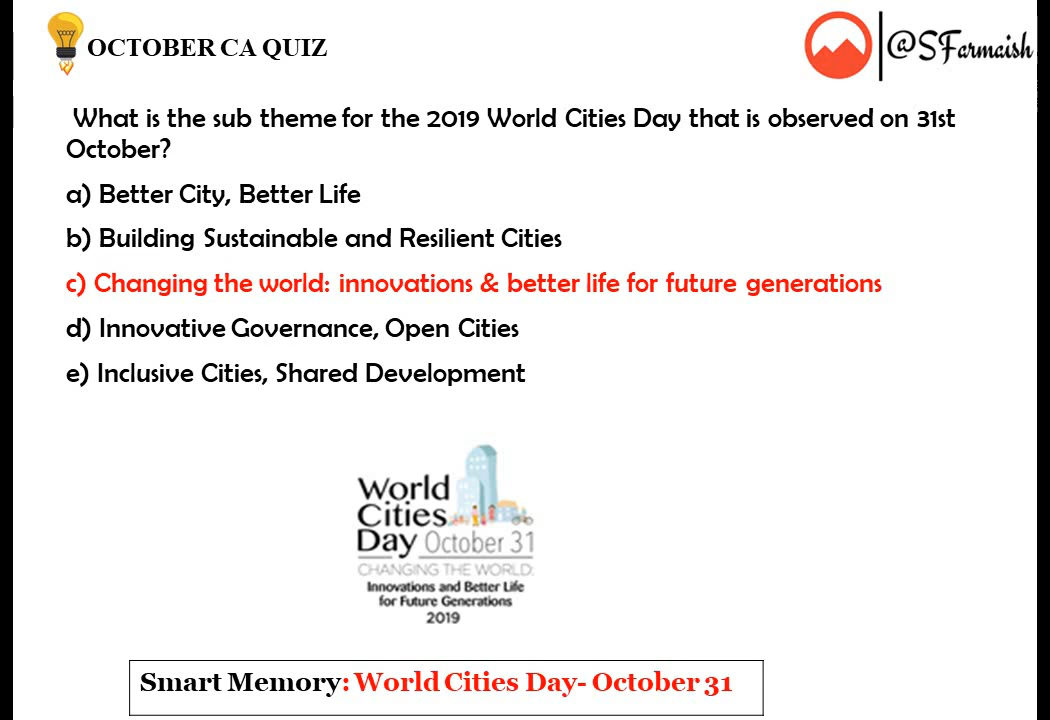 OCTOBER CA QUIZ
@SFarmaish
What is the sub theme for the 2019 World Cities Day that is observed on 31st
October?
a) Better City, Better Life
b) Building Sustainable and Resilient Cities
c) Changing the world: innovations & better life for future generations
d) Innovative Governance, Open Cities
e) Inclusive Cities, Shared Development
World
Cities
Day October 31
CHANGING THE WORLD:
Innovations and Better Life
for Future Generations
2019
Smart Memory: World Cities Day- October 31